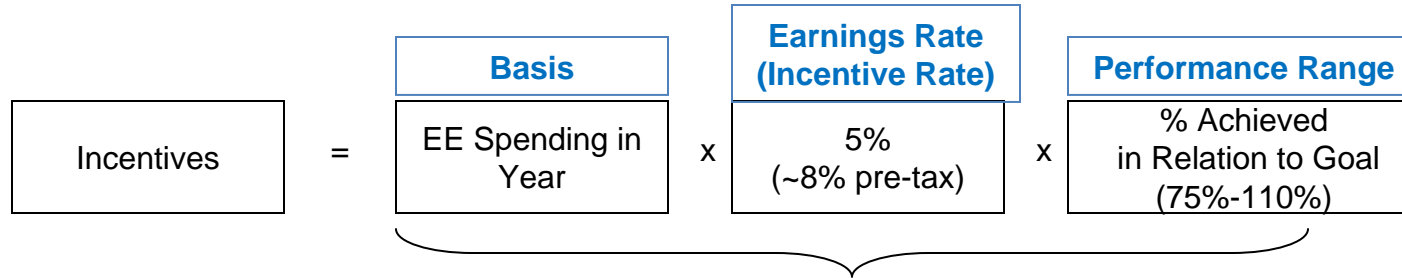 Basis
Earnings Rate
(Incentive Rate)
Performance Range
Incentives
=
EE Spending in
Year
x
5%
(~8% pre-tax)
x
% Achieved
in Relation to Goal
(75%-110%)